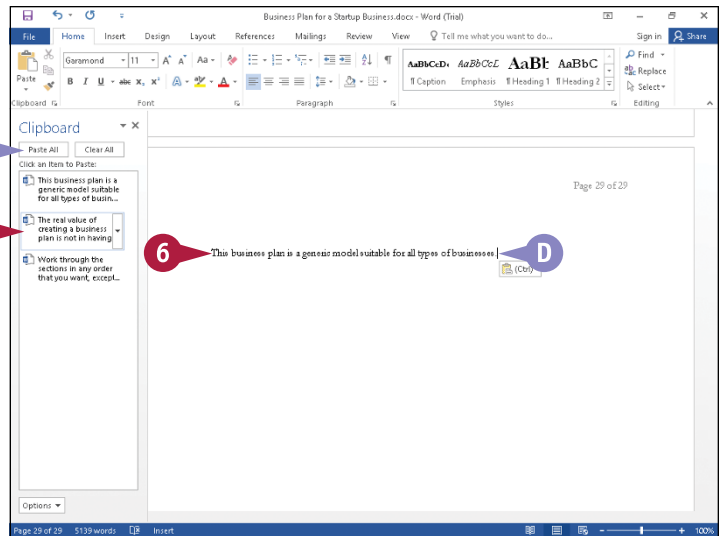 Business Plan for a Startup Business.docx - Word (Trial)
File Home Insert Design Layout References Mailings Review View Tell me what you want to do... Sign in Share
Paste
Garamond 11 A A Aa
B I U abc x, x² A A
¶
AaBbCcDı AaBbCcL AaBb AaBbC
¶ Caption Emphasis ¶ Heading 1 ¶ Heading 2
Find
Replace
Select
Clipboard Font Paragraph Styles Editing
Clipboard
Paste All Clear All
Click an Item to Paste:
This business plan is a
generic model suitable
for all types of busin...
The real value of
creating a business
plan is not in having
Work through the
sections in any order
that you want, except...
Options
Page 29 of 29
6 This business plan is a generic model suitable for all types of businesses. D
(Ctrl)
Page 29 of 29 5139 words Insert 100%